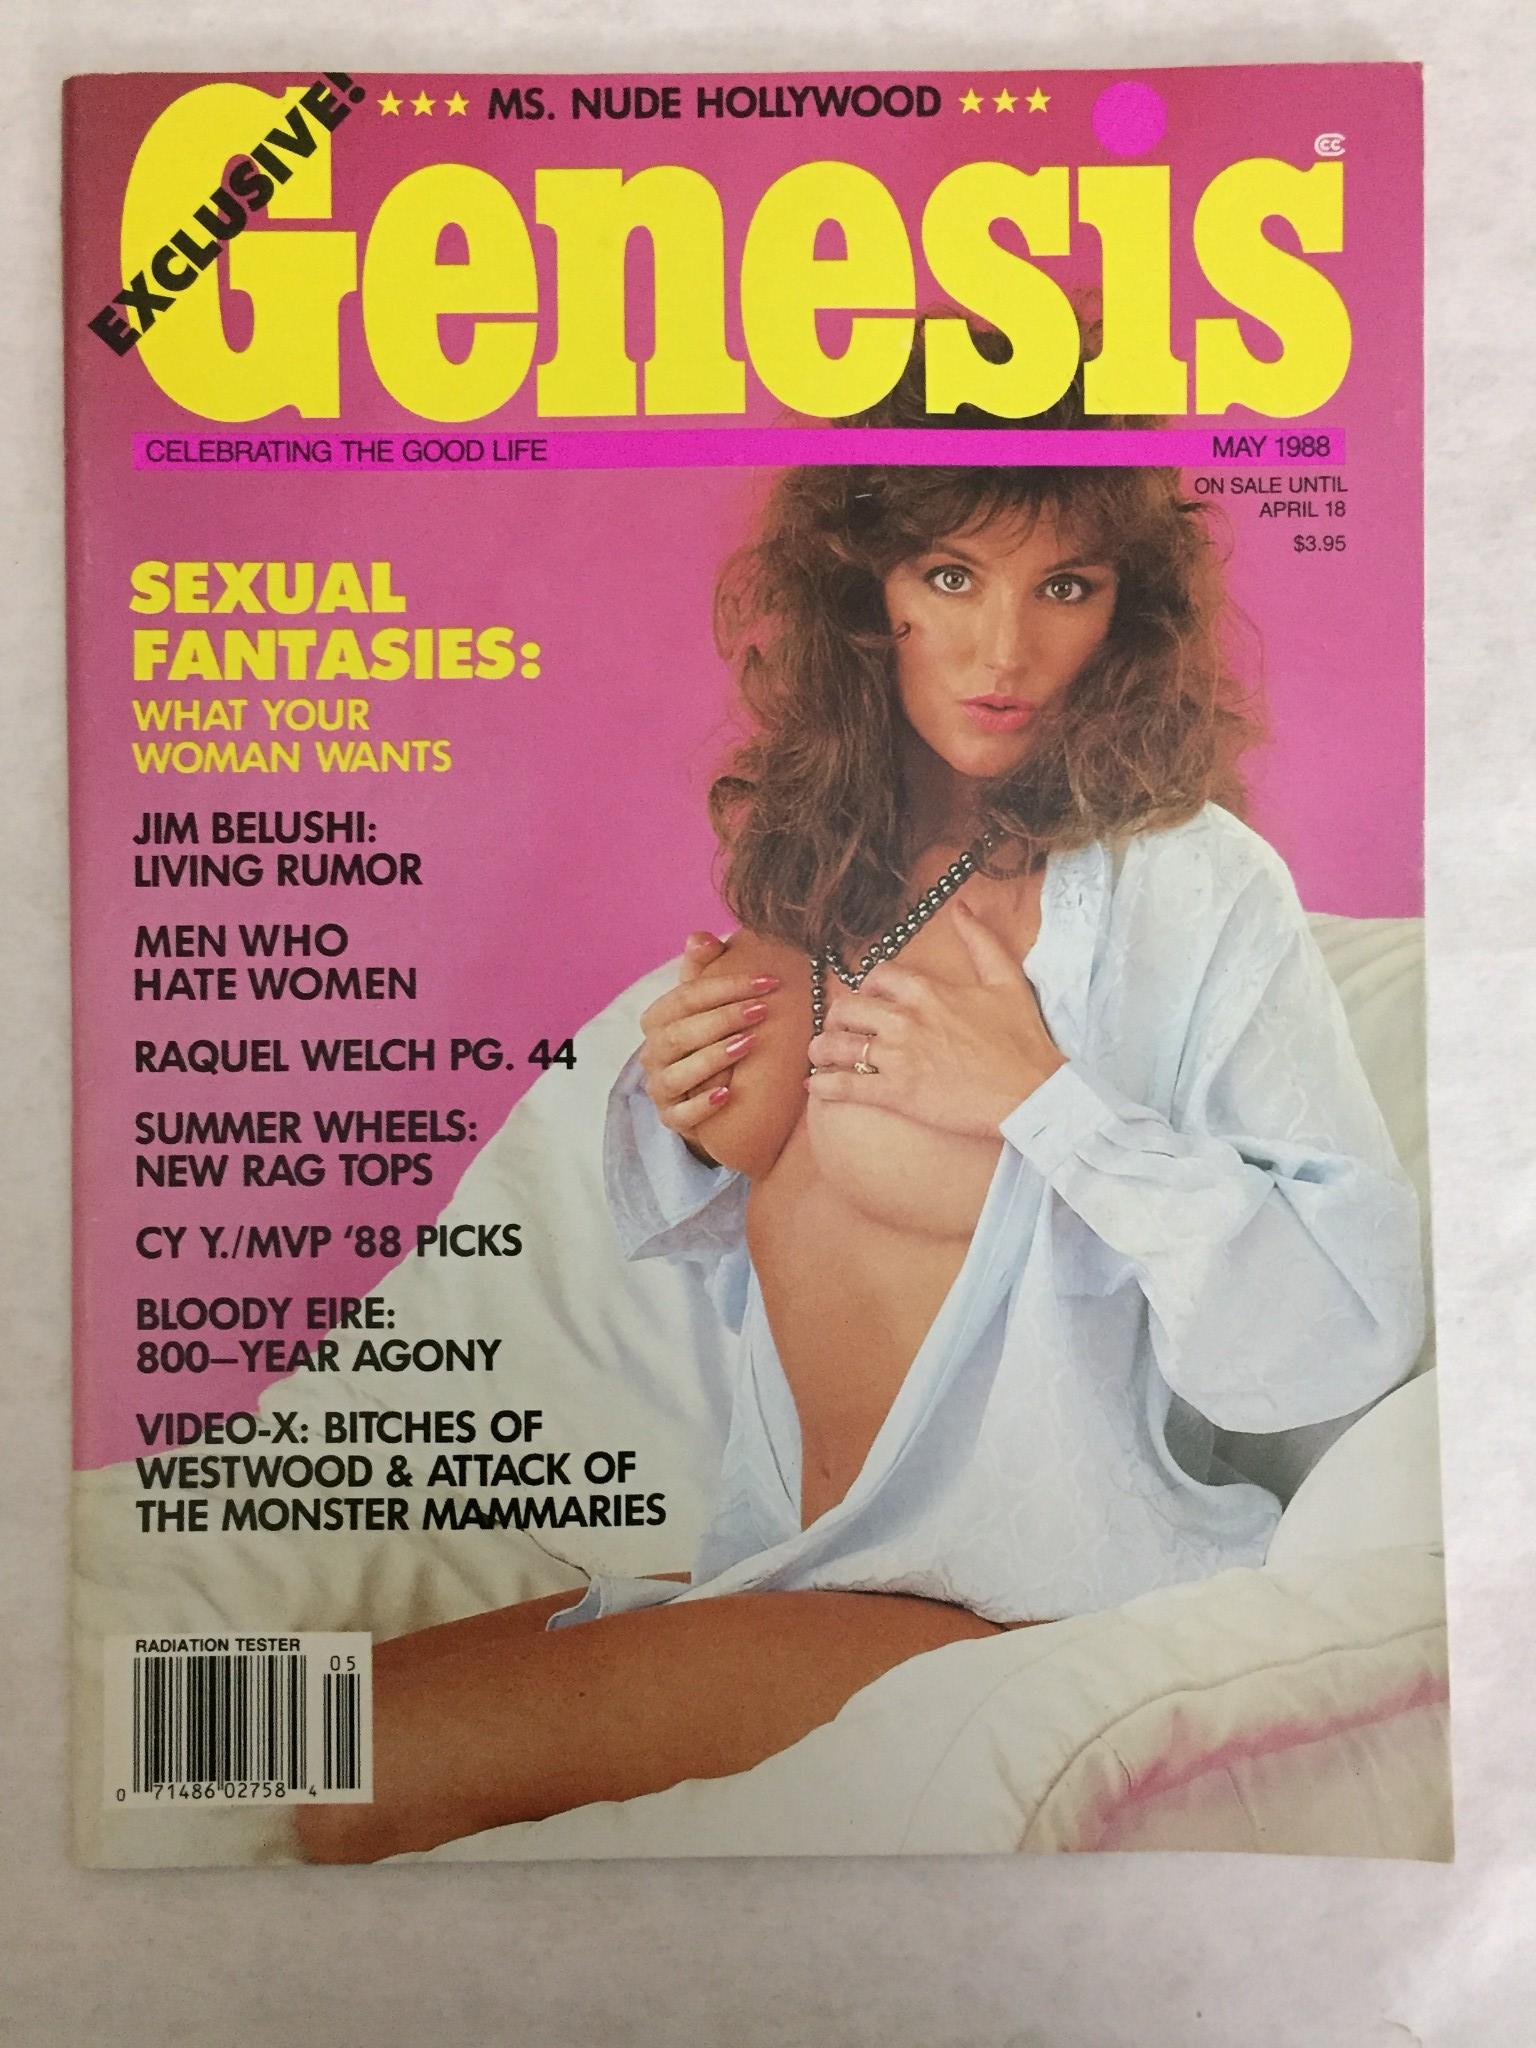 EXCLUSIVE!
★★★ MS. NUDE HOLLYWOOD ★★★
Genesis
CC
CELEBRATING THE GOOD LIFE
MAY 1988
ON SALE UNTIL
APRIL 18
$3.95
SEXUAL
FANTASIES:
WHAT YOUR
WOMAN WANTS
JIM BELUSHI:
LIVING RUMOR
MEN WHO
HATE WOMEN
RAQUEL WELCH PG. 44
SUMMER WHEELS:
NEW RAG TOPS
CY Y./MVP '88 PICKS
BLOODY EIRE:
800–YEAR AGONY
VIDEO-X: BITCHES OF
WESTWOOD & ATTACK OF
THE MONSTER MAMMARIES
RADIATION TESTER
05
0 71486 02758 4